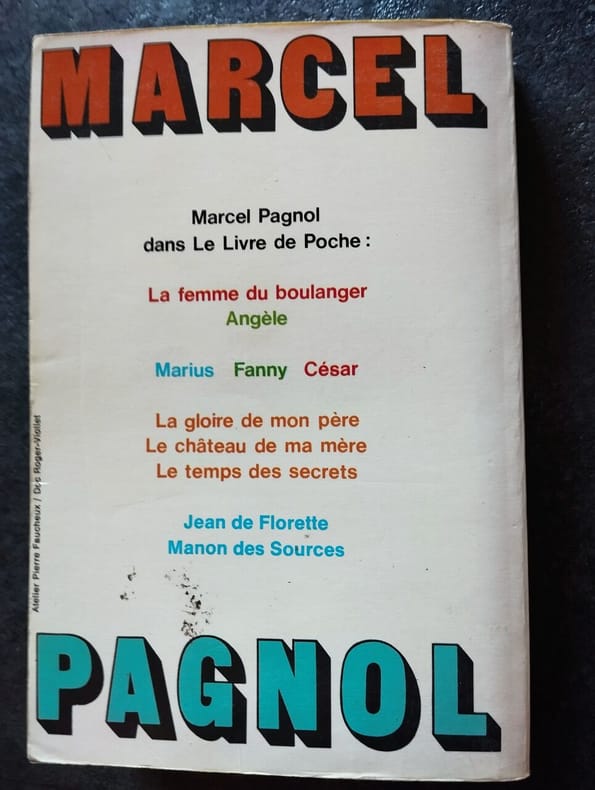 MARCEL
Marcel Pagnol
dans Le Livre de Poche :
La femme du boulanger
Angèle
Marius Fanny César
La gloire de mon père
Le château de ma mère
Le temps des secrets
Jean de Florette
Manon des Sources
Atelier Pierre Faucheux / Doc Roger-Viollet
PAGNOL